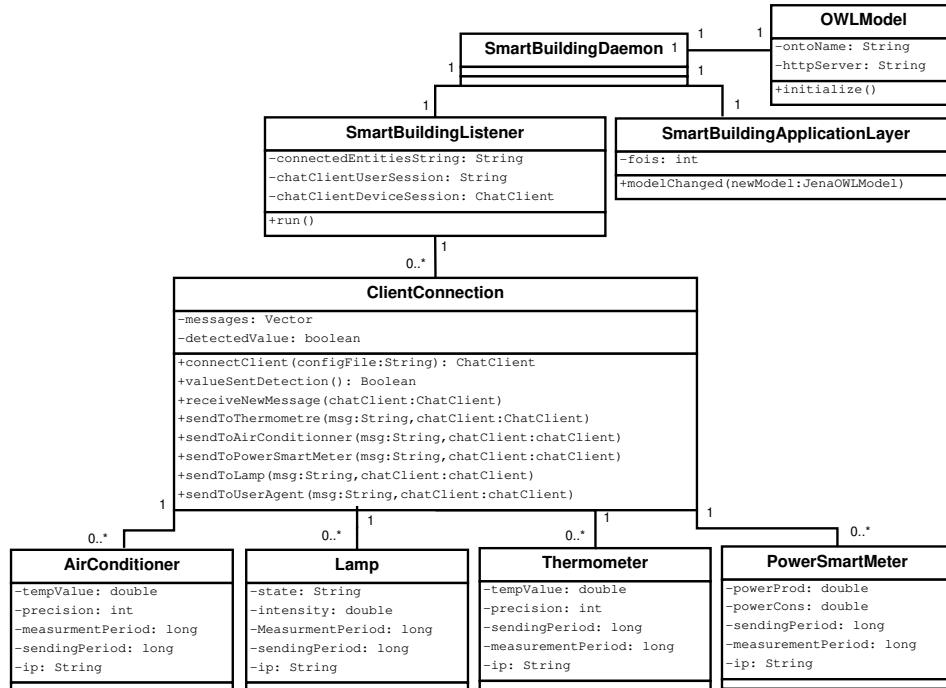 OWLModel
-ontoName: String
-httpServer: String
+initialize()
SmartBuildingDaemon
1
1
1
1
1
1
1
SmartBuildingListener
-connectedEntitiesString: String
-chatClientUserSession: String
-chatClientDeviceSession: ChatClient
+run()
SmartBuildingApplicationLayer
-fois: int
+modelChanged(newModel:JenaOWLModel)
1
0..*
ClientConnection
-messages: Vector
-detectedValue: boolean
+connectClient(configFile:String): ChatClient
+valueSentDetection(): Boolean
+receiveNewMessage(chatClient:ChatClient)
+sendToThermometre(msg:String,chatClient:ChatClient)
+sendToAirConditionner(msg:String,chatClient:chatClient)
+sendToPowerSmartMeter(msg:String,chatClient:chatClient)
+sendToLamp(msg:String,chatClient:chatClient)
+sendToUserAgent(msg:String,chatClient:chatClient)
1
1
1
1
0..*
0..*
0..*
0..*
AirConditioner
-tempValue: double
-precision: int
-measurmentPeriod: long
-sendingPeriod: long
-ip: String
Lamp
-state: String
-intensity: double
-MeasurmentPeriod: long
-sendingPeriod: long
-ip: String
Thermometer
-tempValue: double
-precision: int
-sendingPeriod: long
-measurementPeriod: long
-ip: String
PowerSmartMeter
-powerProd: double
-powerCons: double
-sendingPeriod: long
-measurementPeriod: long
-ip: String